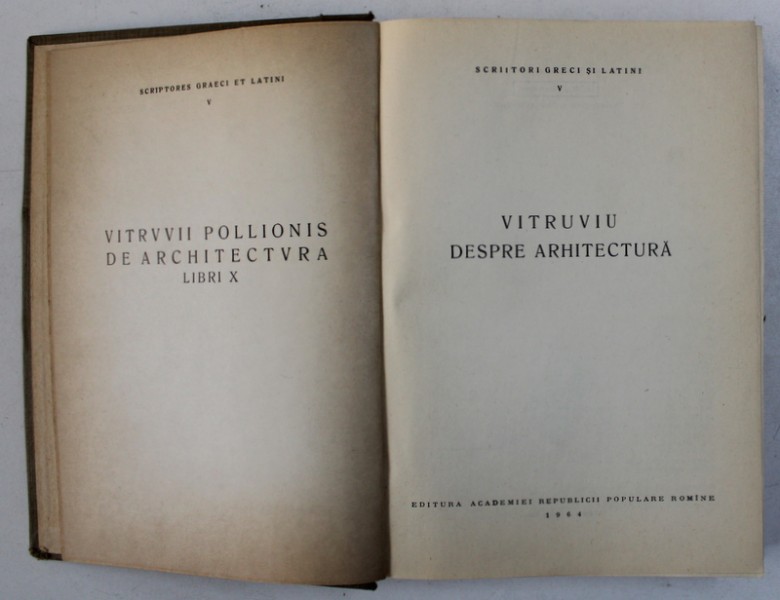 SCRIPTORES GRAECI ET LATINI
V
VITRVVII POLLIONIS
DE ARCHITECTVRA
LIBRI X
SCRIITORI GRECI ȘI LATINI
V
VITRUVIU
DESPRE ARHITECTURĂ
EDITURA ACADEMIEI REPUBLICII POPULARE ROMÎNE
1964